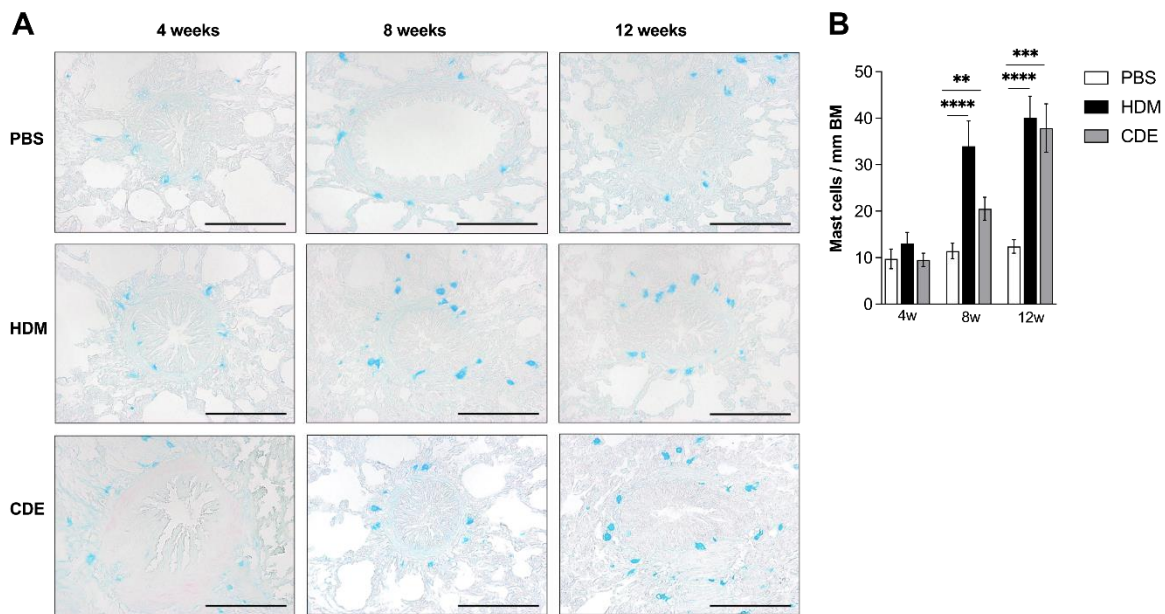 A
B
4 weeks
8 weeks
12 weeks
PBS
HDM
CDE
Mast cells / mm BM
50
40
30
20
10
0
**
****
***
****
4w
8w
12w
PBS
HDM
CDE